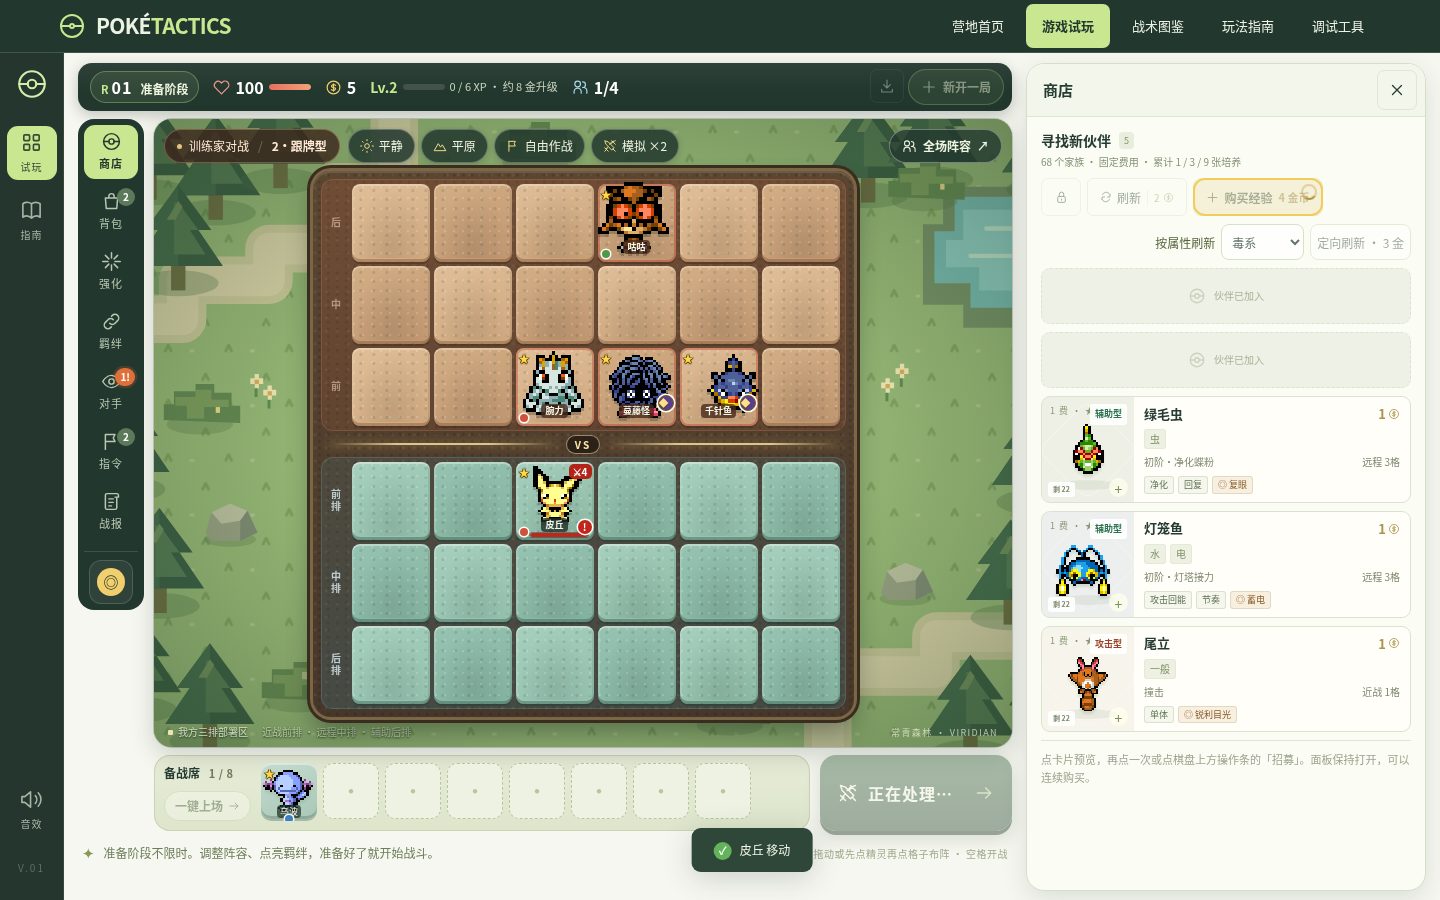 POKÉTACTICS
营地首页
游戏试玩
战术图鉴
玩法指南
调试工具
试玩
指南
音效
V.01
R 01 准备阶段
100
5
Lv.2
0 / 6 XP · 约 8 金升级
1/4
新开一局
商店
背包
2
强化
羁绊
对手
1!
指令
2
战报
训练家对战 / 2 · 跟牌型
平静
平原
自由作战
模拟 ×2
全场阵容 ↗
后
中
前
咕咕
腕力
蔓藤怪
千针鱼
VS
前排
中排
后排
4
皮丘
!
我方三排部署区 近战前排 · 远程中排 · 辅助后排
常青森林 · VIRIDIAN
备战席 1 / 8
一键上场 →
正在处理…
准备阶段不限时。调整阵容、点亮羁绊，准备好了就开始战斗。
皮丘 移动
拖动或先点精灵再点格子布阵 · 空格开战
商店
寻找新伙伴 5
68 个家族 · 固定费用 · 累计 1 / 3 / 9 张培养
刷新 2
购买经验 4 金币
按属性刷新
毒系
定向刷新 · 3 金
伙伴已加入
伙伴已加入
1 费 ·
辅助型
剩 22
+
绿毛虫
1
虫
初阶 · 净化蝶粉
远程 3格
净化
回复
◎ 复眼
1 费 ·
辅助型
剩 22
+
灯笼鱼
1
水
电
初阶 · 灯塔接力
远程 3格
攻击回能
节奏
◎ 蓄电
1 费 ·
攻击型
剩 22
+
尾立
1
一般
撞击
近战 1格
单体
◎ 锐利目光
点卡片预览，再点一次或点棋盘上方操作条的「招募」。面板保持打开，可以
连续购买。